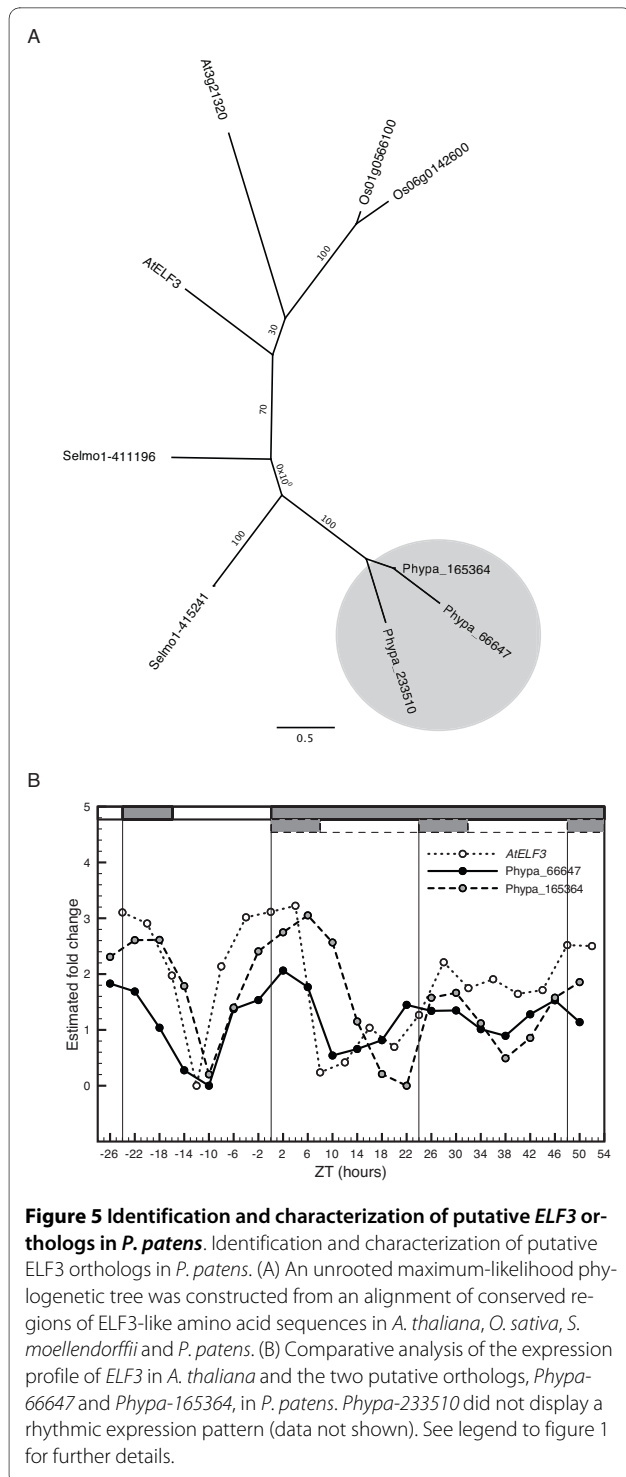 A
At3g21320
Os01g0566100
Os06g0142600
100
AtELF3
30
70
Selmo1-411196
0x10⁰
100
100
Phypa_165364
Phypa_66647
Phypa_233510
Selmo1-415241
0.5
B
5
4
3
2
1
0
Estimated fold change
AtELF3
Phypa_66647
Phypa_165364
-26 -22 -18 -14 -10 -6 -2 2 6 10 14 18 22 26 30 34 38 42 46 50 54
ZT (hours)
Figure 5 Identification and characterization of putative ELF3 or-
thologs in P. patens. Identification and characterization of putative
ELF3 orthologs in P. patens. (A) An unrooted maximum-likelihood phy-
logenetic tree was constructed from an alignment of conserved re-
gions of ELF3-like amino acid sequences in A. thaliana, O. sativa, S.
moellendorffii and P. patens. (B) Comparative analysis of the expression
profile of ELF3 in A. thaliana and the two putative orthologs, Phypa-
66647 and Phypa-165364, in P. patens. Phypa-233510 did not display a
rhythmic expression pattern (data not shown). See legend to figure 1
for further details.